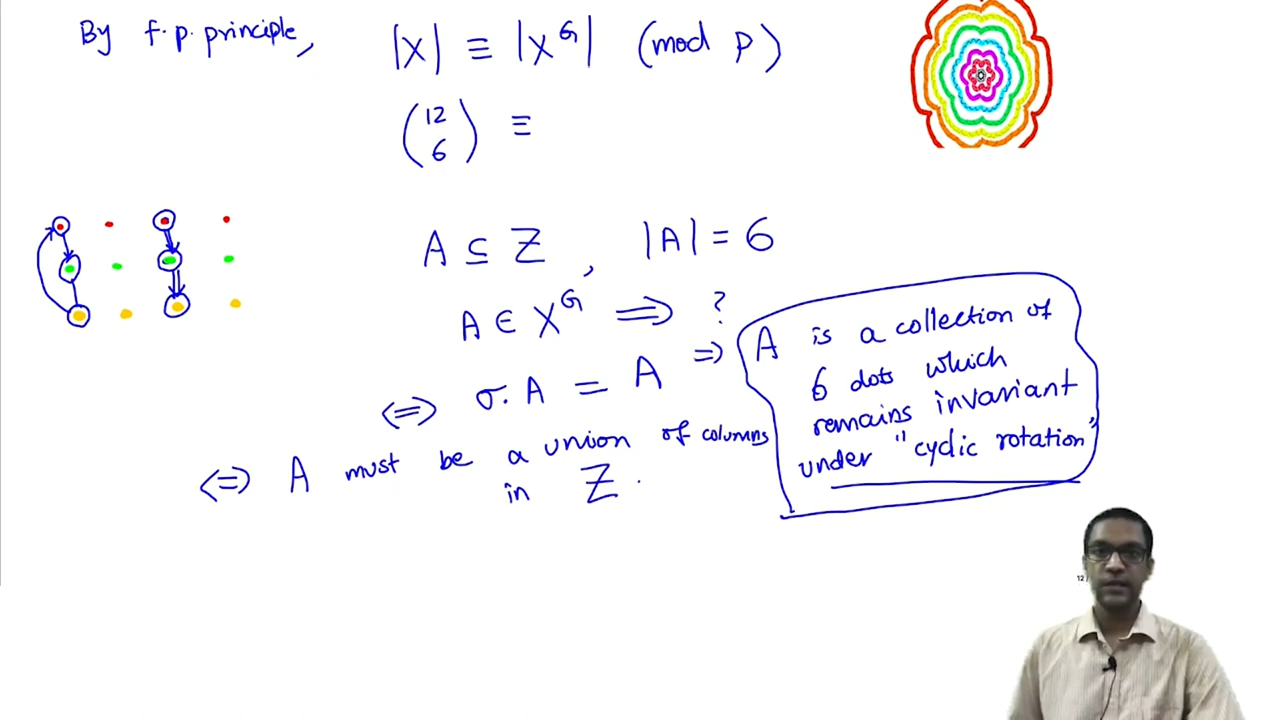 By f.p. principle, |X| ≡ |X^G| (mod p)
(12 6) ≡
A ⊆ Z, |A| = 6
A ∈ X^G ⟹ ?
⟺ σ. A = A ⇒
A is a collection of
6 dots which
remains invariant
under "cyclic rotation"
⟺ A must be a union of columns
in Z.
12 /